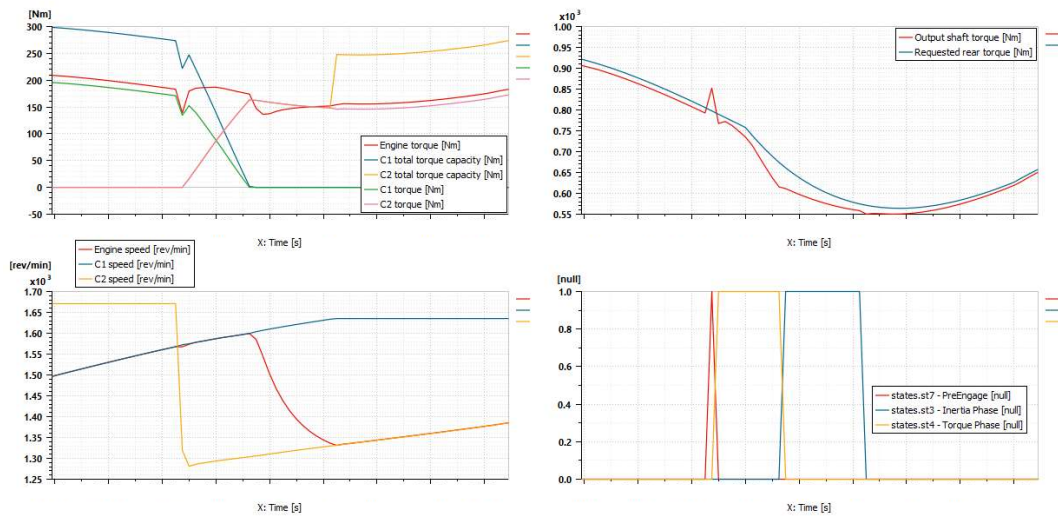 [Nm]
300
250
200
150
100
50
0
-50
Engine torque [Nm]
C1 total torque capacity [Nm]
C2 total torque capacity [Nm]
C1 torque [Nm]
C2 torque [Nm]
X: Time [s]
x10³
1.00
0.95
0.90
0.85
0.80
0.75
0.70
0.65
0.60
0.55
Output shaft torque [Nm]
Requested rear torque [Nm]
X: Time [s]
Engine speed [rev/min]
C1 speed [rev/min]
C2 speed [rev/min]
[rev/min]
x10³
1.70
1.65
1.60
1.55
1.50
1.45
1.40
1.35
1.30
1.25
X: Time [s]
[null]
1.0
0.8
0.6
0.4
0.2
0.0
states.st7 - PreEngage [null]
states.st3 - Inertia Phase [null]
states.st4 - Torque Phase [null]
X: Time [s]